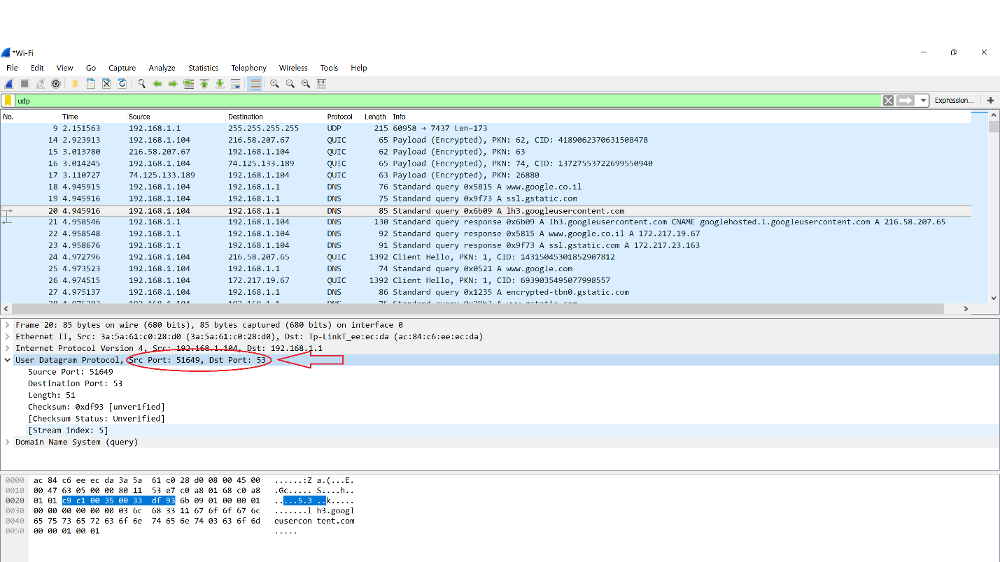 *Wi-Fi
File Edit View Go Capture Analyze Statistics Telephony Wireless Tools Help
udp Expression... +
No. Time Source Destination Protocol Length Info
9 2.151563 192.168.1.1 255.255.255.255 UDP 215 60958 → 7437 Len=173
14 2.923913 192.168.1.104 216.58.207.67 QUIC 65 Payload (Encrypted), PKN: 62, CID: 4189062370631508478
15 3.013780 216.58.207.67 192.168.1.104 QUIC 62 Payload (Encrypted), PKN: 63
16 3.014245 192.168.1.104 74.125.133.189 QUIC 65 Payload (Encrypted), PKN: 74, CID: 13727553722699550940
17 3.110727 74.125.133.189 192.168.1.104 QUIC 63 Payload (Encrypted), PKN: 26880
18 4.945915 192.168.1.104 192.168.1.1 DNS 76 Standard query 0x5815 A www.google.co.il
19 4.945916 192.168.1.104 192.168.1.1 DNS 75 Standard query 0x9f73 A ssl.gstatic.com
20 4.945916 192.168.1.104 192.168.1.1 DNS 85 Standard query 0x6b09 A lh3.googleusercontent.com
21 4.958546 192.168.1.1 192.168.1.104 DNS 130 Standard query response 0x6b09 A lh3.googleusercontent.com CNAME googlehosted.l.googleusercontent.com A 216.58.207.65
22 4.958548 192.168.1.1 192.168.1.104 DNS 92 Standard query response 0x5815 A www.google.co.il A 172.217.19.67
23 4.958676 192.168.1.1 192.168.1.104 DNS 91 Standard query response 0x9f73 A ssl.gstatic.com A 172.217.23.163
24 4.972796 192.168.1.104 216.58.207.65 QUIC 1392 Client Hello, PKN: 1, CID: 14315045301852907812
25 4.973523 192.168.1.104 192.168.1.1 DNS 74 Standard query 0x0521 A www.google.com
26 4.974515 192.168.1.104 172.217.19.67 QUIC 1392 Client Hello, PKN: 1, CID: 6939035495077998557
27 4.975137 192.168.1.104 192.168.1.1 DNS 86 Standard query 0x1235 A encrypted-tbn0.gstatic.com
Frame 20: 85 bytes on wire (680 bits), 85 bytes captured (680 bits) on interface 0
Ethernet II, Src: 3a:5a:61:c0:28:d0 (3a:5a:61:c0:28:d0), Dst: Tp-LinkT_ee:ec:da (ac:84:c6:ee:ec:da)
Internet Protocol Version 4, Src: 192.168.1.104, Dst: 192.168.1.1
User Datagram Protocol, Src Port: 51649, Dst Port: 53
Source Port: 51649
Destination Port: 53
Length: 51
Checksum: 0xdf93 [unverified]
[Checksum Status: Unverified]
[Stream index: 5]
Domain Name System (query)
0000 ac 84 c6 ee ec da 3a 5a 61 c0 28 d0 08 00 45 00 ......:Z a.(...E.
0010 00 47 63 05 00 00 80 11 53 e7 c0 a8 01 68 c0 a8 .Gc..... S....h..
0020 01 01 c9 c1 00 35 00 33 df 93 6b 09 01 00 00 01 .....5.3 ..k.....
0030 00 00 00 00 00 00 03 6c 68 33 11 67 6f 6f 67 6c .......l h3.googl
0040 65 75 73 65 72 63 6f 6e 74 65 6e 74 03 63 6f 6d eusercon tent.com
0050 00 00 01 00 01 .....